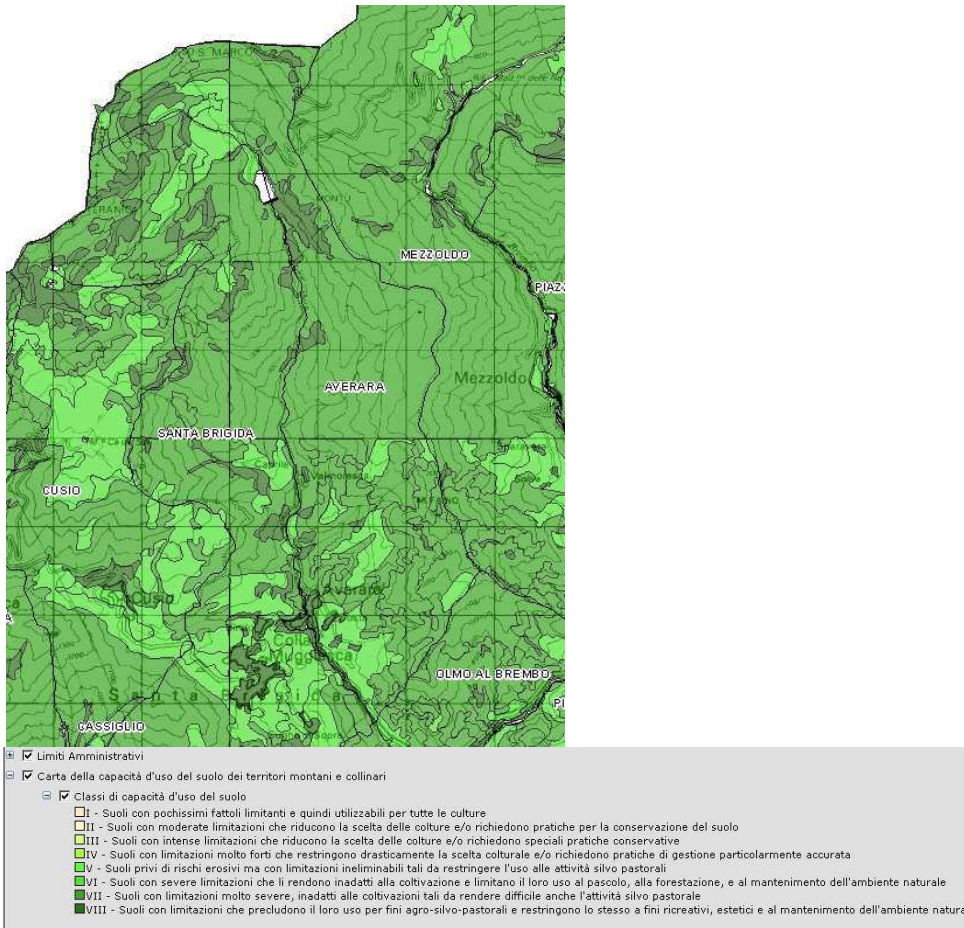 S. MARCO
MEZZOLDO
Mezzoldo
AVERARA
SANTA BRIGIDA
Caprile
Valmoresca
CUSIO
Cusio
Averara
Colla
Muggiasca
OLMO AL BREMBO
Santa Brigida
CASSIGLIO
Limiti Amministrativi
Carta della capacità d'uso del suolo dei territori montani e collinari
Classi di capacità d'uso del suolo
I - Suoli con pochissimi fattoli limitanti e quindi utilizzabili per tutte le culture
II - Suoli con moderate limitazioni che riducono la scelta delle colture e/o richiedono pratiche per la conservazione del suolo
III - Suoli con intense limitazioni che riducono la scelta delle colture e/o richiedono speciali pratiche conservative
IV - Suoli con limitazioni molto forti che restringono drasticamente la scelta colturale e/o richiedono pratiche di gestione particolarmente accurata
V - Suoli privi di rischi erosivi ma con limitazioni ineliminabili tali da restringere l'uso alle attività silvo pastorali
VI - Suoli con severe limitazioni che li rendono inadatti alla coltivazione e limitano il loro uso al pascolo, alla forestazione, e al mantenimento dell'ambiente naturale
VII - Suoli con limitazioni molto severe, inadatti alle coltivazioni tali da rendere difficile anche l'attività silvo pastorale
VIII - Suoli con limitazioni che precludono il loro uso per fini agro-silvo-pastorali e restringono lo stesso a fini ricreativi, estetici e al mantenimento dell'ambiente natura